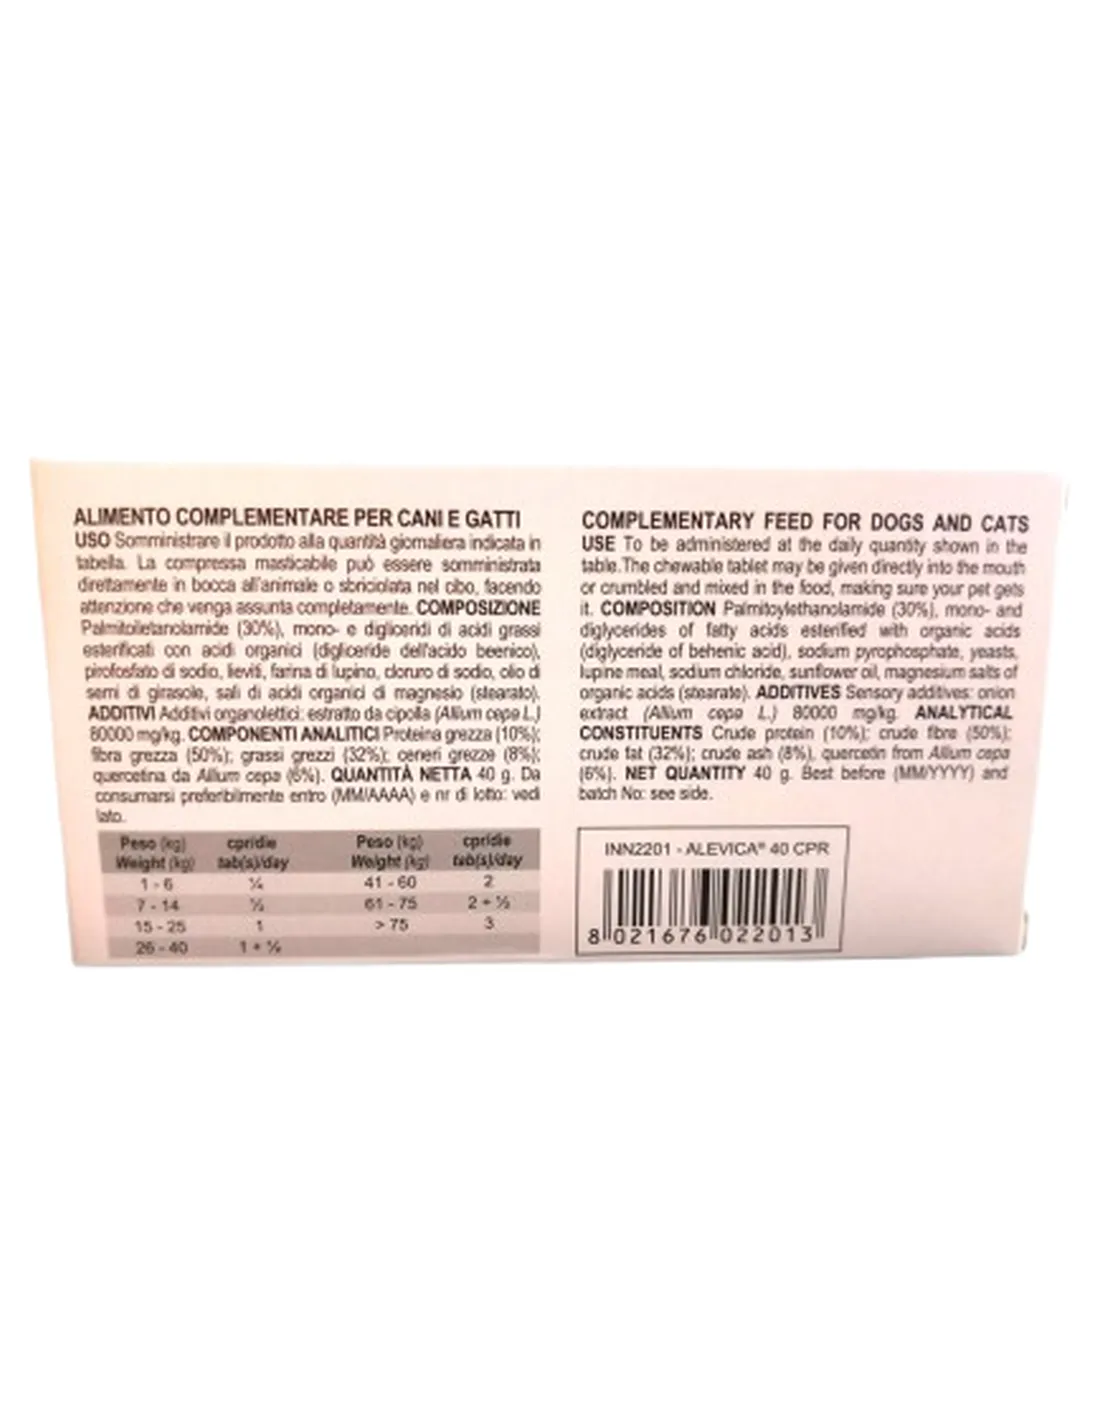 ALIMENTO COMPLEMENTARE PER CANI E GATTI
USO Somministrare il prodotto alla quantità giornaliera indicata in
tabella. La compressa masticabile può essere somministrata
direttamente in bocca all'animale o sbriciolata nel cibo, facendo
attenzione che venga assunta completamente. COMPOSIZIONE
Palmitoiletanolamide (30%), mono- e digliceridi di acidi grassi
esterificati con acidi organici (digliceride dell'acido beenico),
pirofosfato di sodio, lieviti, farina di lupino, cloruro di sodio, olio di
semi di girasole, sali di acidi organici di magnesio (stearato).
ADDITIVI Additivi organolettici: estratto da cipolla (Allium cepa L.)
80000 mg/kg. COMPONENTI ANALITICI Proteina grezza (10%);
fibra grezza (50%); grassi grezzi (32%); ceneri grezze (8%);
quercetina da Allium cepa (6%). QUANTITÀ NETTA 40 g. Da
consumarsi preferibilmente entro (MM/AAAA) e nr di lotto: vedi
lato.
Peso (kg) cpr/die Peso (kg) cpr/die
Weight (kg) tab(s)/day Weight (kg) tab(s)/day
1 - 6 ¼ 41 - 60 2
7 - 14 ½ 61 - 75 2 + ½
15 - 25 1 > 75 3
26 - 40 1 + ½
COMPLEMENTARY FEED FOR DOGS AND CATS
USE To be administered at the daily quantity shown in the
table.The chewable tablet may be given directly into the mouth
or crumbled and mixed in the food, making sure your pet gets
it. COMPOSITION Palmitoylethanolamide (30%), mono- and
diglycerides of fatty acids esterified with organic acids
(diglyceride of behenic acid), sodium pyrophosphate, yeasts,
lupine meal, sodium chloride, sunflower oil, magnesium salts of
organic acids (stearate). ADDITIVES Sensory additives: onion
extract (Allium cepa L.) 80000 mg/kg. ANALYTICAL
CONSTITUENTS Crude protein (10%); crude fibre (50%);
crude fat (32%); crude ash (8%), quercetin from Allium cepa
(6%). NET QUANTITY 40 g. Best before (MM/YYYY) and
batch No: see side.
INN2201 - ALEVICA® 40 CPR
8 021676 022013